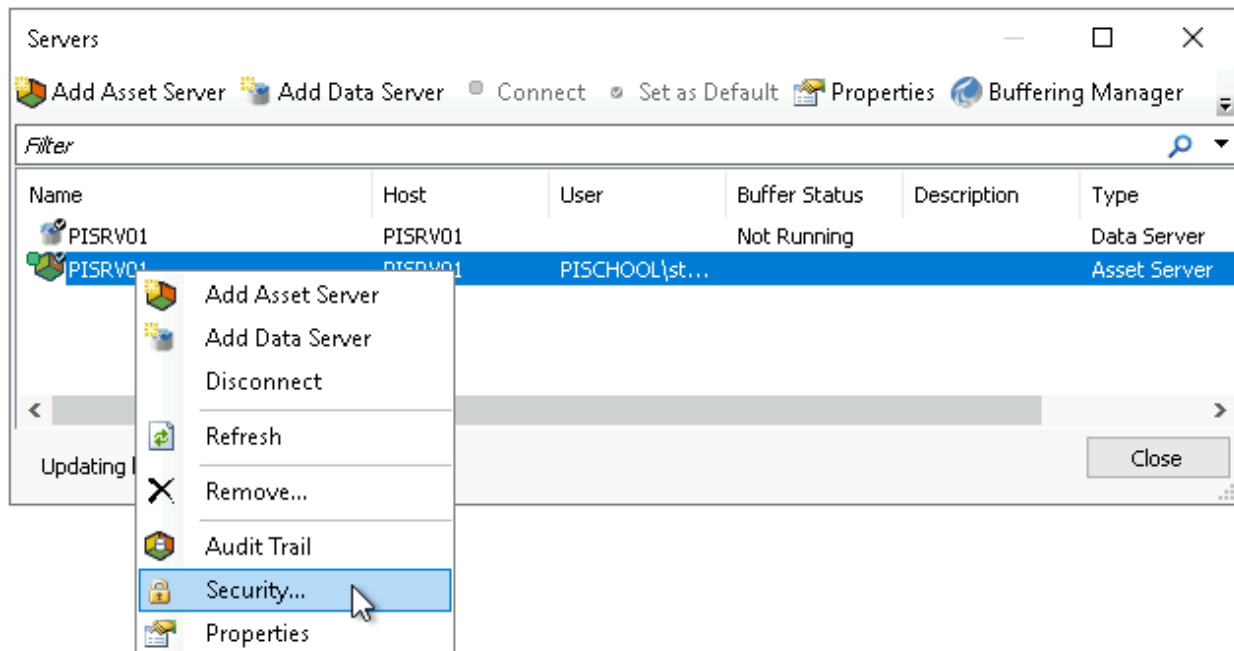 Servers
Add Asset Server Add Data Server Connect Set as Default Properties Buffering Manager
Filter
Name Host User Buffer Status Description Type
PISRV01 PISRV01 Not Running Data Server
PISRV01 PISRV01 PISCHOOL\st... Asset Server
Add Asset Server
Add Data Server
Disconnect
Refresh
Updating
Close
Remove...
Audit Trail
Security...
Properties